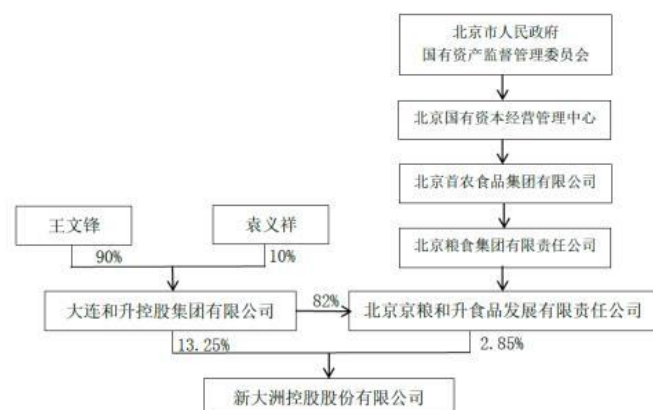 北京市人民政府
国有资产监督管理委员会
北京国有资本经营管理中心
北京首农食品集团有限公司
王文锋
袁义祥
北京粮食集团有限责任公司
90%
10%
大连和升控股集团有限公司
82%
北京京粮和升食品发展有限责任公司
13.25%
2.85%
新大洲控股股份有限公司